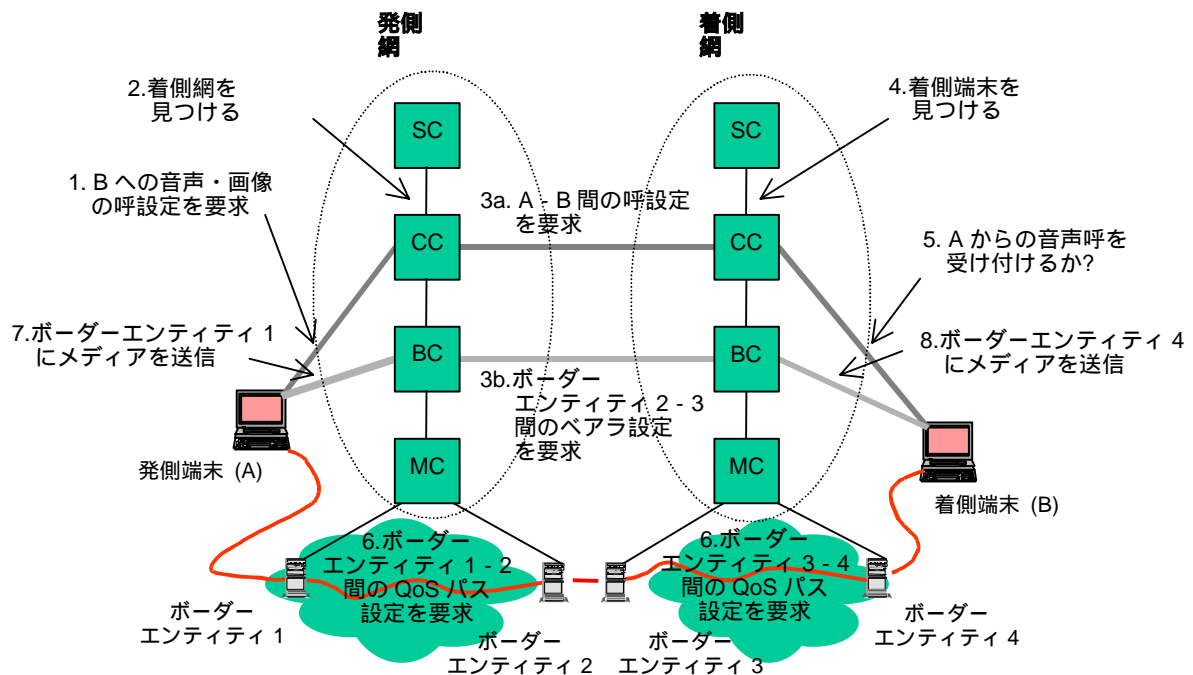 発側
網
着側
網
2.着側網を
見つける
4.着側端末を
見つける
SC
SC
1. B への音声・画像
の呼設定を要求
3a. A - B 間の呼設定
を要求
CC
CC
5. A からの音声呼を
受け付けるか?
7.ボーダーエンティティ 1
にメディアを送信
BC
BC
8.ボーダーエンティティ 4
にメディアを送信
3b.ボーダー
エンティティ 2 - 3
間のベアラ設定
を要求
発側端末 (A)
MC
MC
着側端末 (B)
6.ボーダー
エンティティ 1 - 2
間の QoS パス
設定を要求
6.ボーダー
エンティティ 3 - 4
間の QoS パス
設定を要求
ボーダー
エンティティ 1
ボーダー
エンティティ 2
ボーダー
エンティティ 3
ボーダー
エンティティ 4